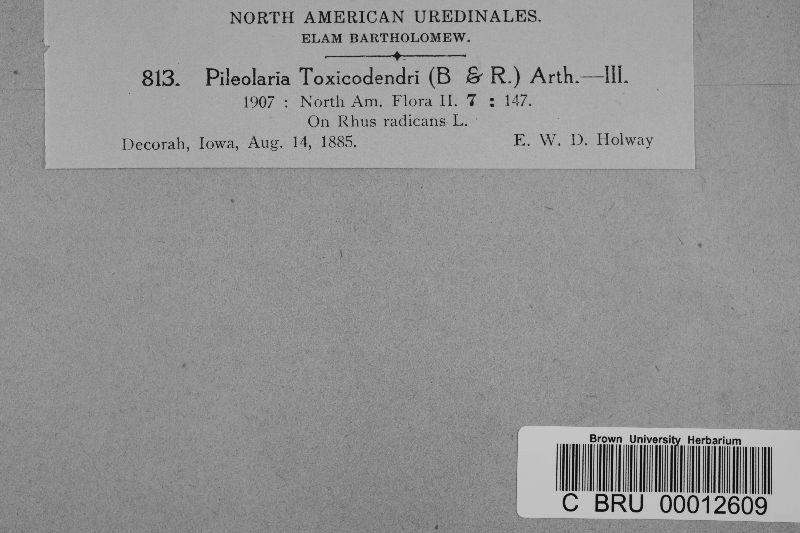 NORTH AMERICAN UREDINALES.
ELAM BARTHOLOMEW.
813. Pileolaria Toxicodendri (B & R.) Arth.—III.
1907 : North Am. Flora II. 7 : 147.
On Rhus radicans L.
Decorah, Iowa, Aug. 14, 1885. E. W. D. Holway
Brown University Herbarium
C BRU 00012609